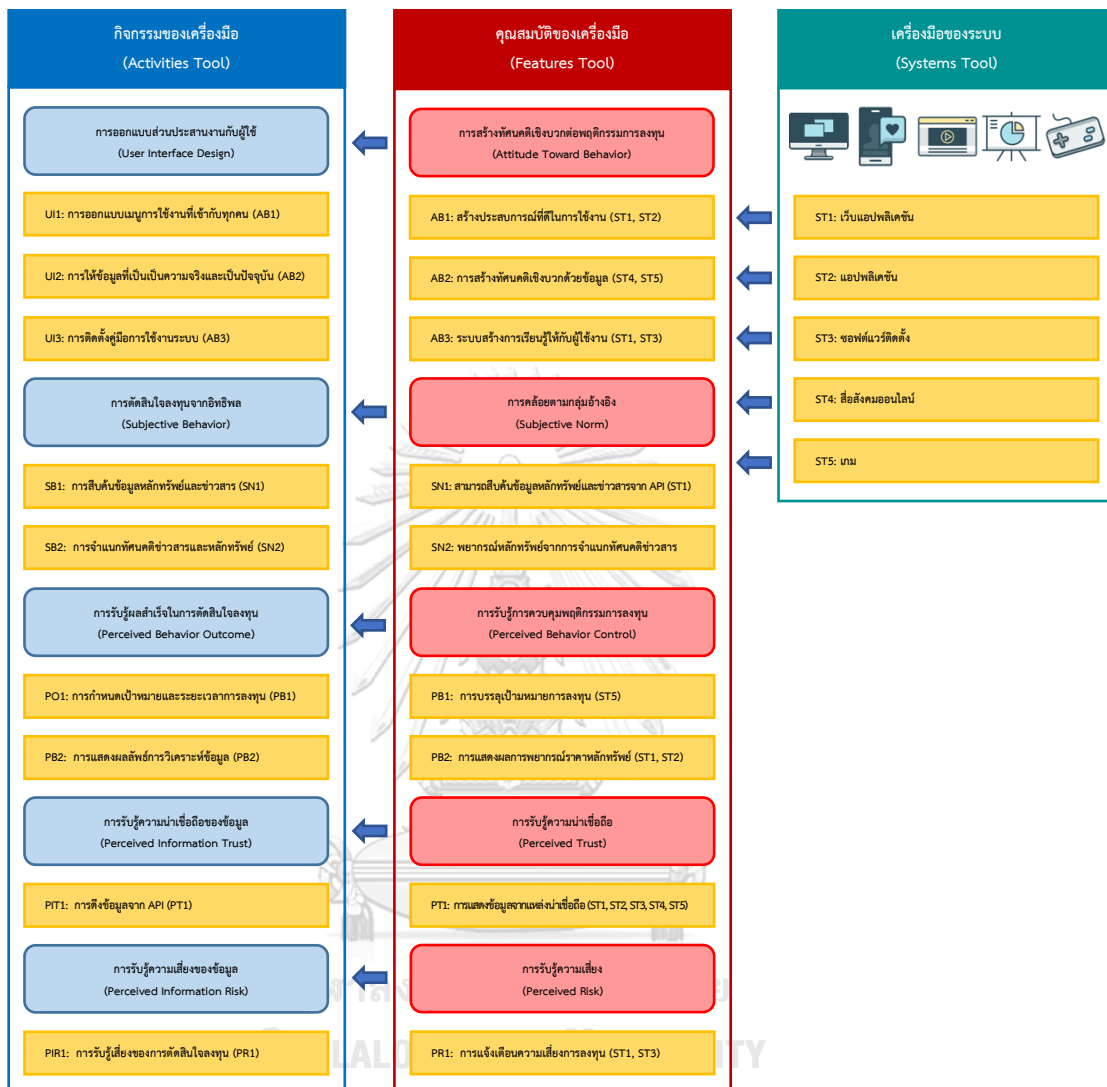 กิจกรรมของเครื่องมือ
(Activities Tool)
การออกแบบส่วนประสานงานกับผู้ใช้
(User Interface Design)
UI1: การออกแบบเมนูการใช้งานที่เข้ากับทุกคน (AB1)
UI2: การให้ข้อมูลที่เป็นเป็นความจริงและเป็นปัจจุบัน (AB2)
UI3: การติดตั้งคู่มือการใช้งานระบบ (AB3)
การตัดสินใจลงทุนจากอิทธิพล
(Subjective Behavior)
SB1: การสืบค้นข้อมูลหลักทรัพย์และข่าวสาร (SN1)
SB2: การจำแนกทัศนคติข่าวสารและหลักทรัพย์ (SN2)
การรับรู้ผลสำเร็จในการตัดสินใจลงทุน
(Perceived Behavior Outcome)
PO1: การกำหนดเป้าหมายและระยะเวลาการลงทุน (PB1)
PB2: การแสดงผลลัพธ์การวิเคราะห์ข้อมูล (PB2)
การรับรู้ความน่าเชื่อถือของข้อมูล
(Perceived Information Trust)
PIT1: การดึงข้อมูลจาก API (PT1)
การรับรู้ความเสี่ยงของข้อมูล
(Perceived Information Risk)
PIR1: การรับรู้เสี่ยงของการตัดสินใจลงทุน (PR1)
คุณสมบัติของเครื่องมือ
(Features Tool)
การสร้างทัศนคติเชิงบวกต่อพฤติกรรมการลงทุน
(Attitude Toward Behavior)
AB1: สร้างประสบการณ์ที่ดีในการใช้งาน (ST1, ST2)
AB2: การสร้างทัศนคติเชิงบวกด้วยข้อมูล (ST4, ST5)
AB3: ระบบสร้างการเรียนรู้ให้กับผู้ใช้งาน (ST1, ST3)
การคล้อยตามกลุ่มอ้างอิง
(Subjective Norm)
SN1: สามารถสืบค้นข้อมูลหลักทรัพย์และข่าวสารจาก API (ST1)
SN2: พยากรณ์หลักทรัพย์จากการจำแนกทัศนคติข่าวสาร
การรับรู้การควบคุมพฤติกรรมการลงทุน
(Perceived Behavior Control)
PB1: การบรรลุเป้ามหมายการลงทุน (ST5)
PB2: การแสดงผลการพยากรณ์ราคาหลักทรัพย์ (ST1, ST2)
การรับรู้ความน่าเชื่อถือ
(Perceived Trust)
PT1: การแสดงข้อมูลจากแหล่งน่าเชื่อถือ (ST1, ST2, ST3, ST4, ST5)
การรับรู้ความเสี่ยง
(Perceived Risk)
PR1: การแจ้งเตือนความเสี่ยงการลงทุน (ST1, ST3)
เครื่องมือของระบบ
(Systems Tool)
ST1: เว็บแอปพลิเคชัน
ST2: แอปพลิเคชัน
ST3: ซอฟต์แวร์ติดตั้ง
ST4: สื่อสังคมออนไลน์
ST5: เกม